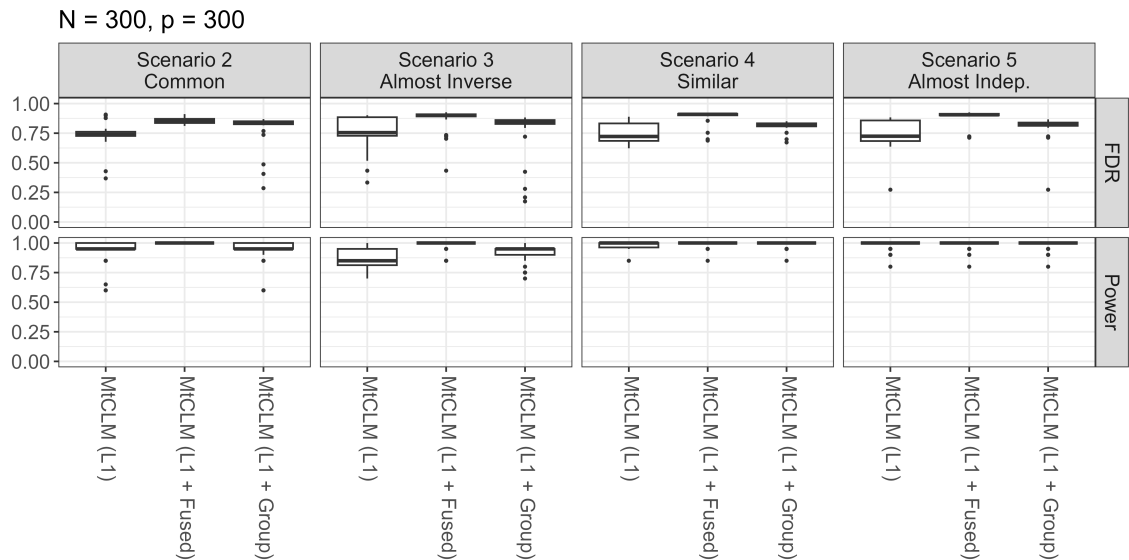 N = 300, p = 300
Scenario 2
Common
Scenario 3
Almost Inverse
Scenario 4
Similar
Scenario 5
Almost Indep.
1.00
0.75
0.50
0.25
0.00
FDR
1.00
0.75
0.50
0.25
0.00
Power
MtCLM (L1)
MtCLM (L1 + Fused)
MtCLM (L1 + Group)
MtCLM (L1)
MtCLM (L1 + Fused)
MtCLM (L1 + Group)
MtCLM (L1)
MtCLM (L1 + Fused)
MtCLM (L1 + Group)
MtCLM (L1)
MtCLM (L1 + Fused)
MtCLM (L1 + Group)